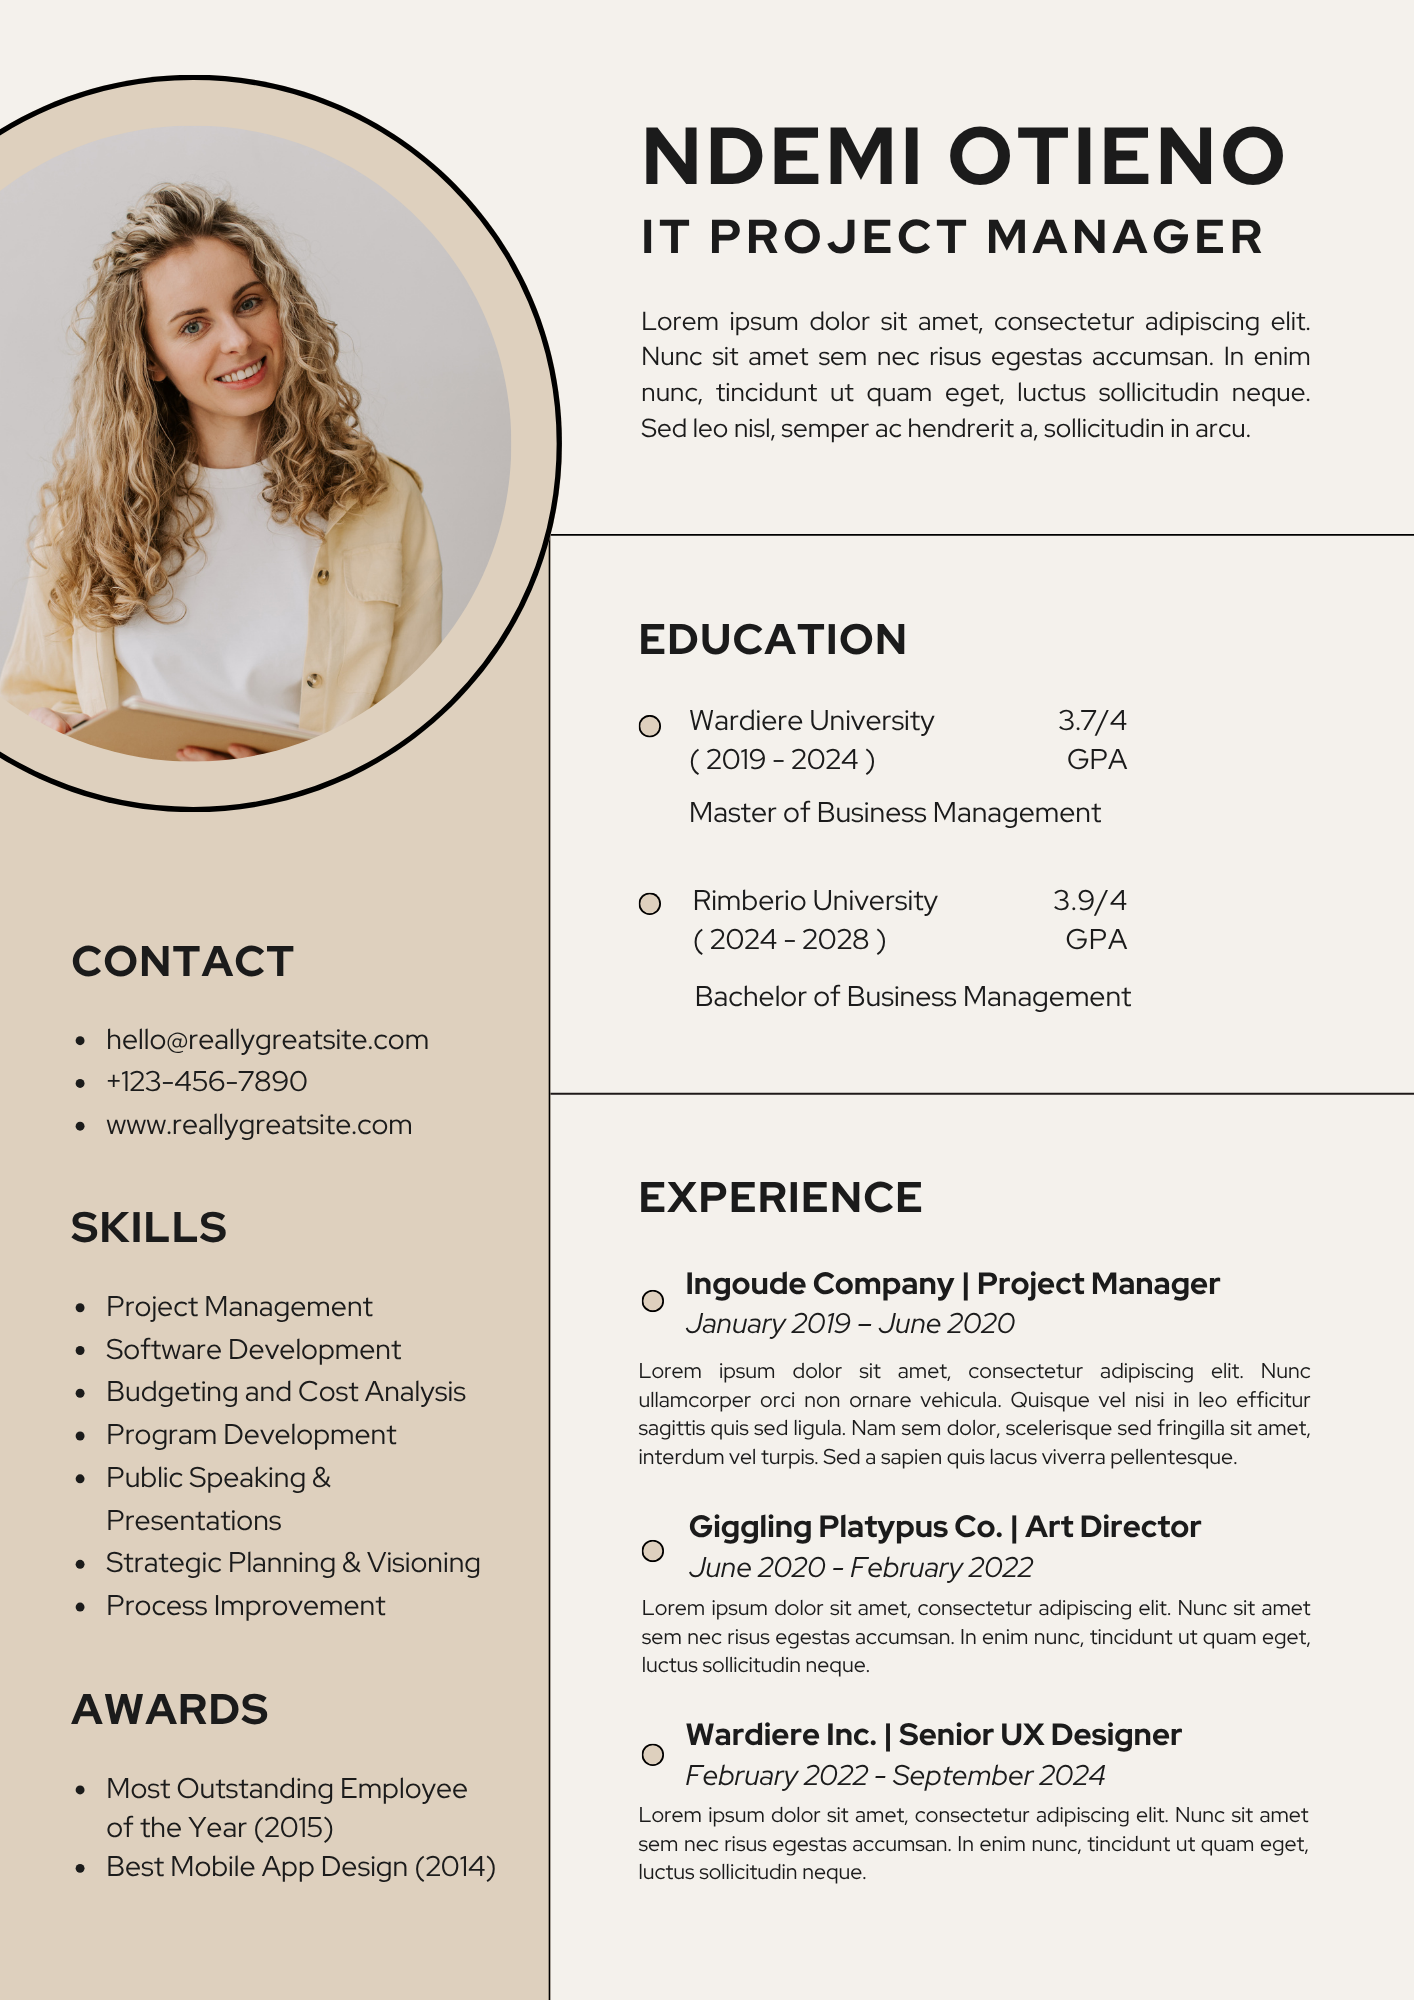 NDEMI OTIENO
IT PROJECT MANAGER
Lorem ipsum dolor sit amet, consectetur adipiscing elit.
Nunc sit amet sem nec risus egestas accumsan. In enim
nunc, tincidunt ut quam eget, luctus sollicitudin neque.
Sed leo nisl, semper ac hendrerit a, sollicitudin in arcu.
CONTACT
• hello@reallygreatsite.com
• +123-456-7890
• www.reallygreatsite.com
SKILLS
• Project Management
• Software Development
• Budgeting and Cost Analysis
• Program Development
• Public Speaking &
Presentations
• Strategic Planning & Visioning
• Process Improvement
AWARDS
• Most Outstanding Employee
of the Year (2015)
• Best Mobile App Design (2014)
EDUCATION
Wardiere University 3.7/4
( 2019 - 2024 ) GPA
Master of Business Management
Rimberio University 3.9/4
( 2024 - 2028 ) GPA
Bachelor of Business Management
EXPERIENCE
Ingoude Company | Project Manager
January 2019 – June 2020
Lorem ipsum dolor sit amet, consectetur adipiscing elit. Nunc
ullamcorper orci non ornare vehicula. Quisque vel nisi in leo efficitur
sagittis quis sed ligula. Nam sem dolor, scelerisque sed fringilla sit amet,
interdum vel turpis. Sed a sapien quis lacus viverra pellentesque.
Giggling Platypus Co. | Art Director
June 2020 - February 2022
Lorem ipsum dolor sit amet, consectetur adipiscing elit. Nunc sit amet
sem nec risus egestas accumsan. In enim nunc, tincidunt ut quam eget,
luctus sollicitudin neque.
Wardiere Inc. | Senior UX Designer
February 2022 - September 2024
Lorem ipsum dolor sit amet, consectetur adipiscing elit. Nunc sit amet
sem nec risus egestas accumsan. In enim nunc, tincidunt ut quam eget,
luctus sollicitudin neque.